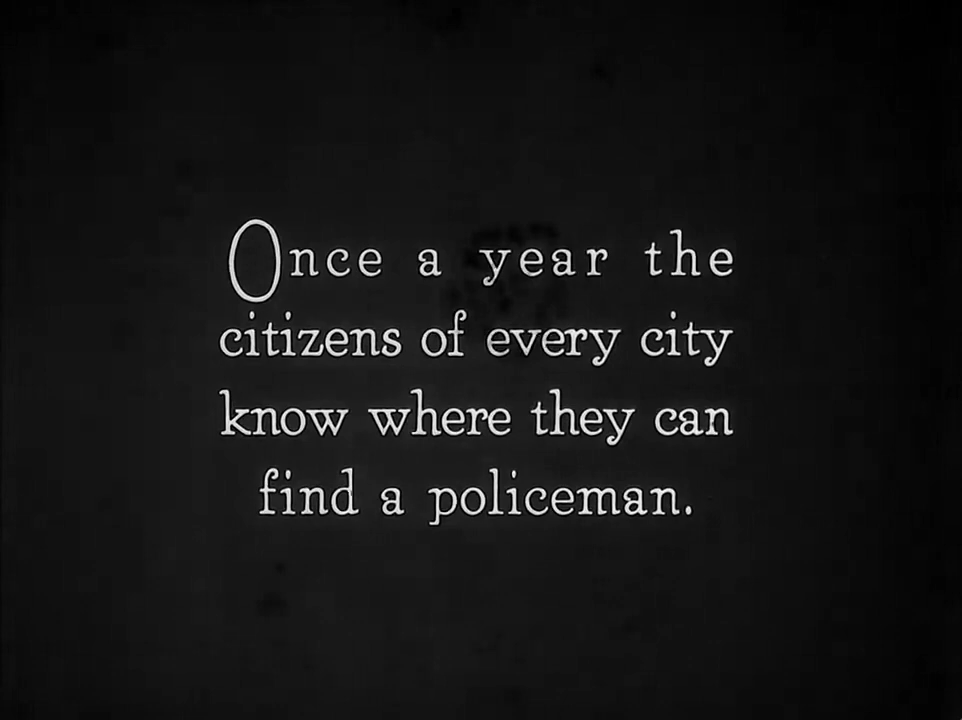 Once a year the
citizens of every city
know where they can
find a policeman.